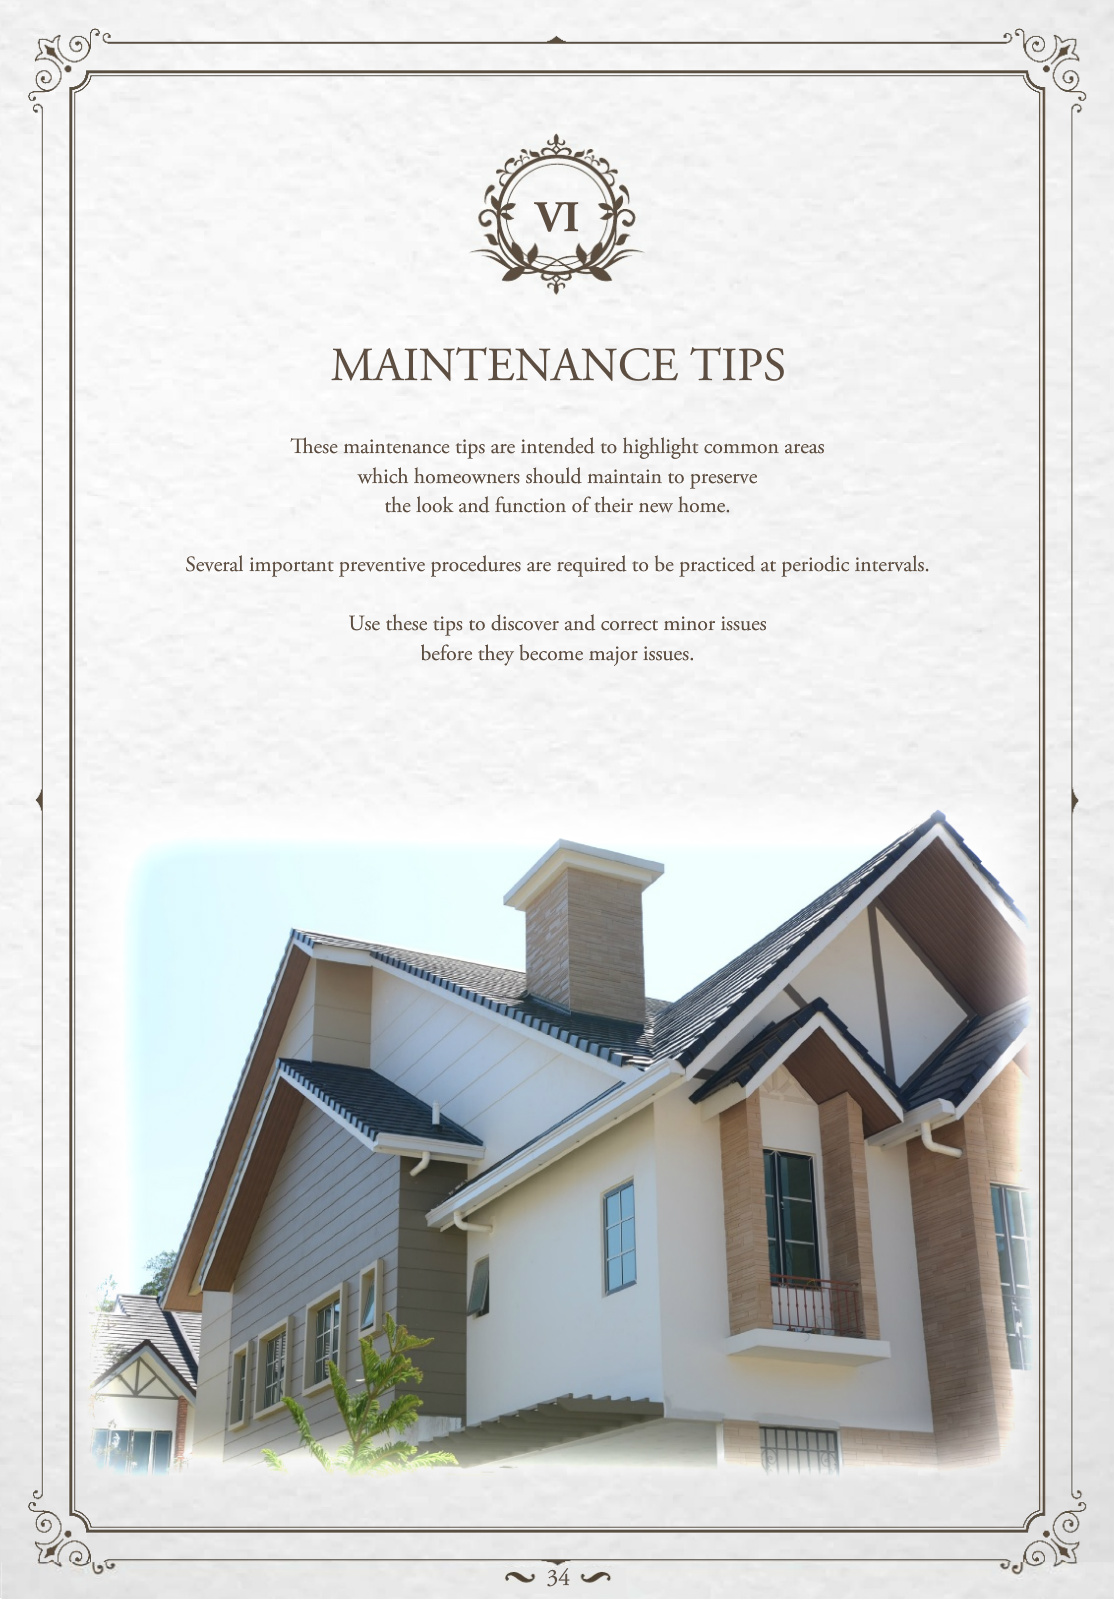 VI
MAINTENANCE TIPS
These maintenance tips are intended to highlight common areas
which homeowners should maintain to preserve
the look and function of their new home.
Several important preventive procedures are required to be practiced at periodic intervals.
Use these tips to discover and correct minor issues
before they become major issues.
34